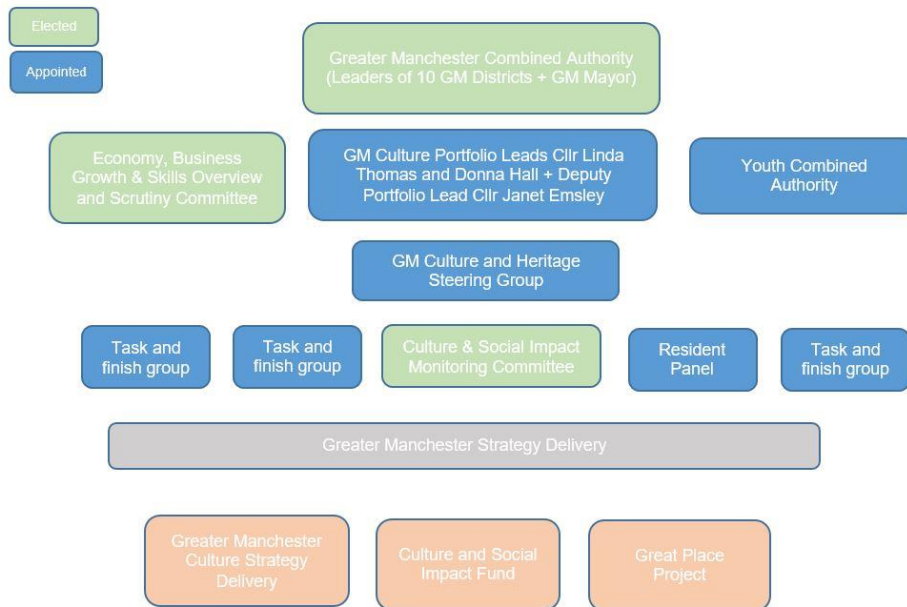 Elected
Appointed
Greater Manchester Combined Authority
(Leaders of 10 GM Districts + GM Mayor)
Economy, Business
Growth & Skills Overview
and Scrutiny Committee
GM Culture Portfolio Leads Cllr Linda
Thomas and Donna Hall + Deputy
Portfolio Lead Cllr Janet Emsley
Youth Combined
Authority
GM Culture and Heritage
Steering Group
Task and
finish group
Task and
finish group
Culture & Social Impact
Monitoring Committee
Resident
Panel
Task and
finish group
Greater Manchester Strategy Delivery
Greater Manchester
Culture Strategy
Delivery
Culture and Social
Impact Fund
Great Place
Project